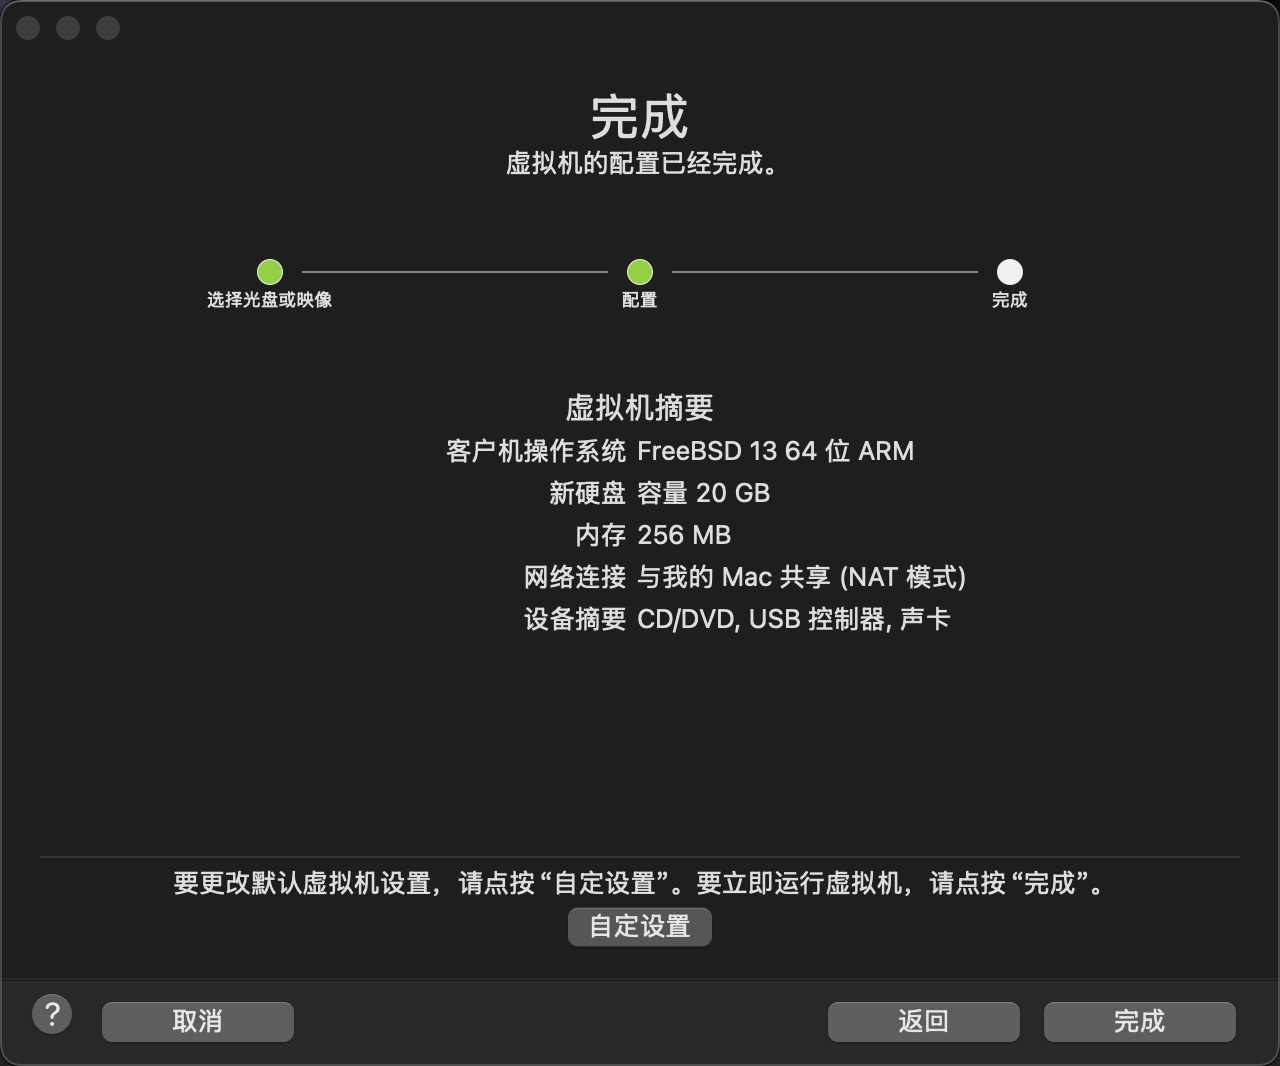 完成
虚拟机的配置已经完成。
选择光盘或映像
配置
完成
虚拟机摘要
客户机操作系统 FreeBSD 13 64 位 ARM
新硬盘 容量 20 GB
内存 256 MB
网络连接 与我的 Mac 共享 (NAT 模式)
设备摘要 CD/DVD, USB 控制器, 声卡
要更改默认虚拟机设置，请点按“自定设置”。要立即运行虚拟机，请点按“完成”。
自定设置
?
取消
返回
完成